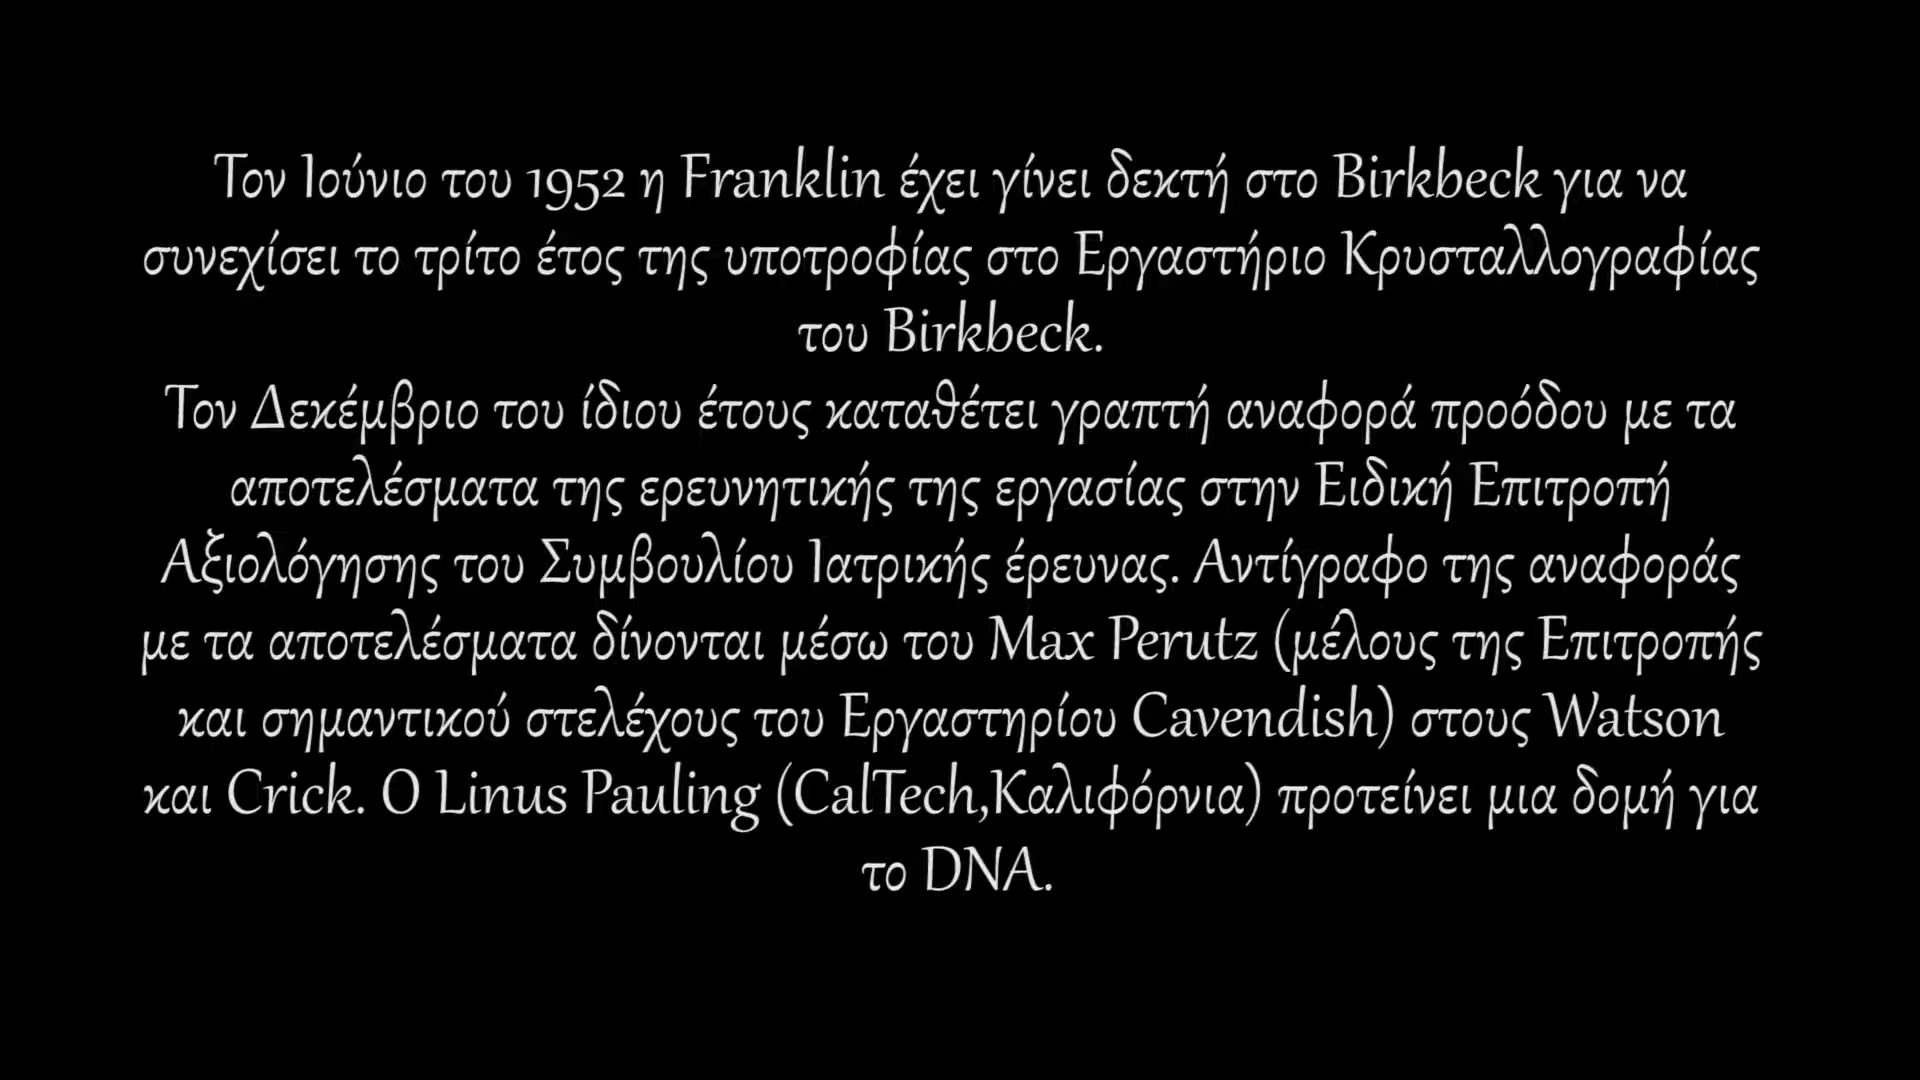 Τον Ιούνιο του 1952 η Franklin έχει γίνει δεκτή στο Birkbeck για να
συνεχίσει το τρίτο έτος της υποτροφίας στο Εργαστήριο Κρυσταλλογραφίας
του Birkbeck.
Τον Δεκέμβριο του ίδιου έτους καταθέτει γραπτή αναφορά προόδου με τα
αποτελέσματα της ερευνητικής της εργασίας στην Ειδική Επιτροπή
Αξιολόγησης του Συμβουλίου Ιατρικής έρευνας. Αντίγραφο της αναφοράς
με τα αποτελέσματα δίνονται μέσω του Max Perutz (μέλους της Επιτροπής
και σημαντικού στελέχους του Εργαστηρίου Cavendish) στους Watson
και Crick. Ο Linus Pauling (CalTech,Καλιφόρνια) προτείνει μια δομή για
το DNA.